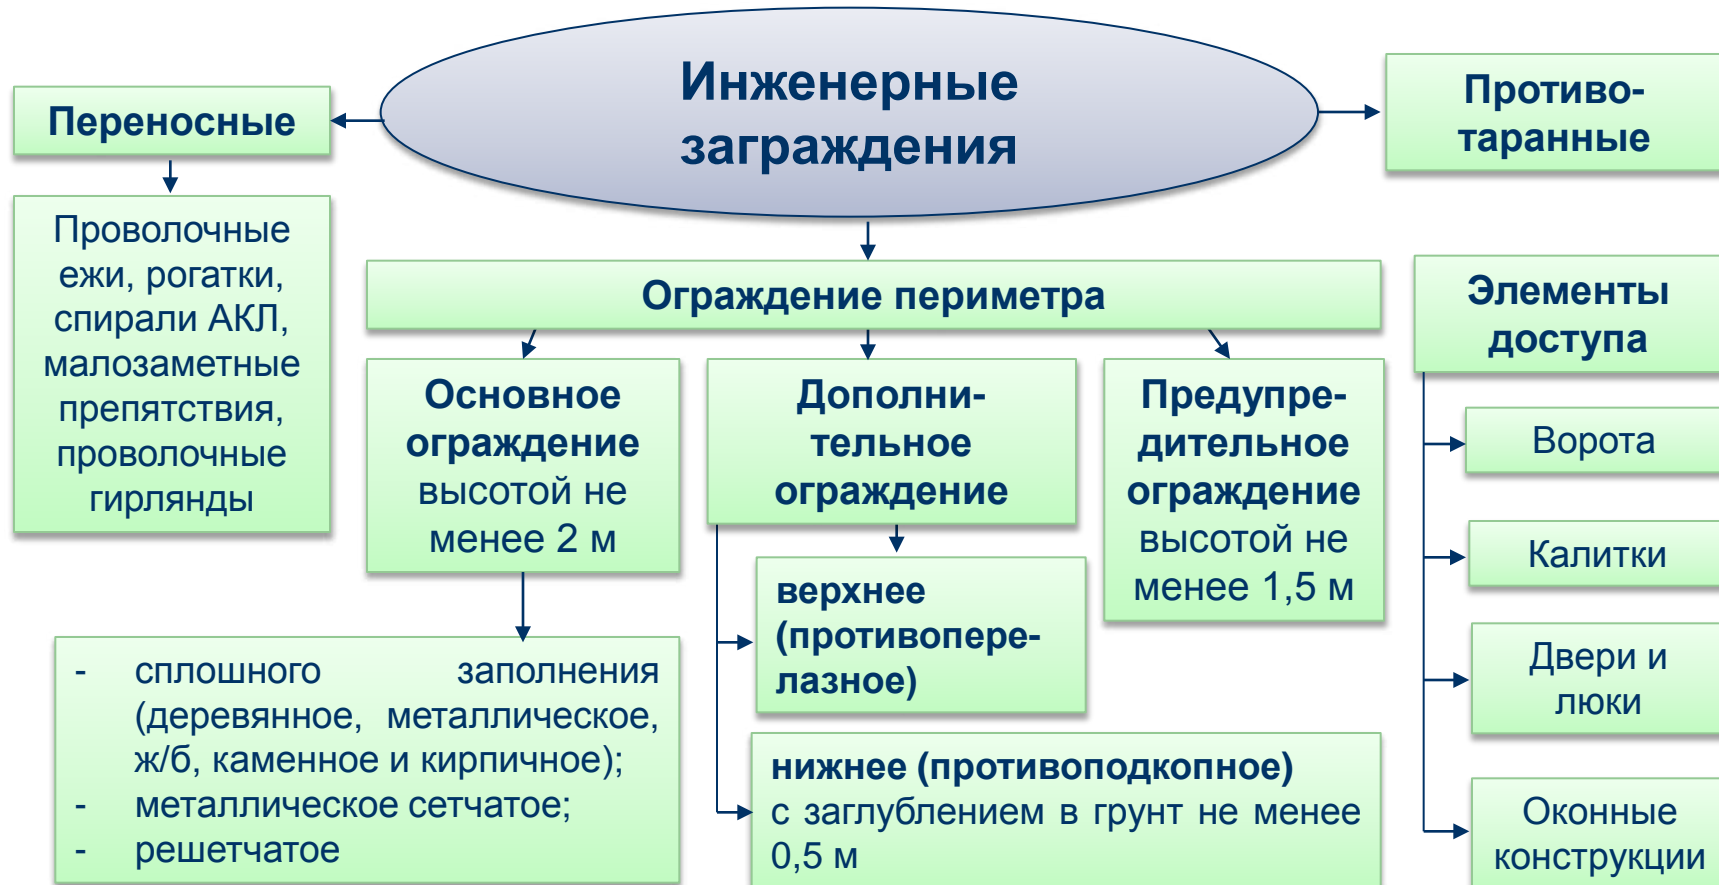 Инженерные
заграждения
Переносные
Проволочные
ежи, рогатки,
спирали АКЛ,
малозаметные
препятствия,
проволочные
гирлянды
Противо-
таранные
Ограждение периметра
Основное
ограждение
высотой не
менее 2 м
- сплошного заполнения
(деревянное, металлическое,
ж/б, каменное и кирпичное);
- металлическое сетчатое;
- решетчатое
Дополни-
тельное
ограждение
верхнее
(противопере-
лазное)
нижнее (противоподкопное)
с заглублением в грунт не менее
0,5 м
Предупре-
дительное
ограждение
высотой не
менее 1,5 м
Элементы
доступа
Ворота
Калитки
Двери и
люки
Оконные
конструкции